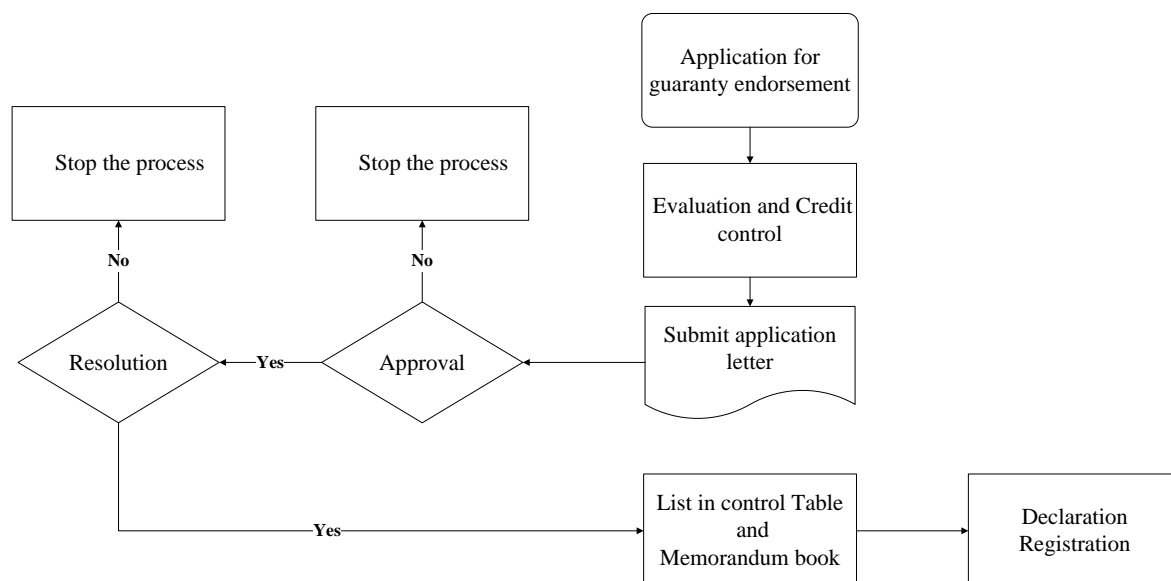 Application for
guaranty endorsement
Stop the process
Stop the process
Evaluation and Credit
control
No
No
Submit application
letter
Resolution
Yes
Approval
List in control Table
and
Memorandum book
Yes
Declaration
Registration